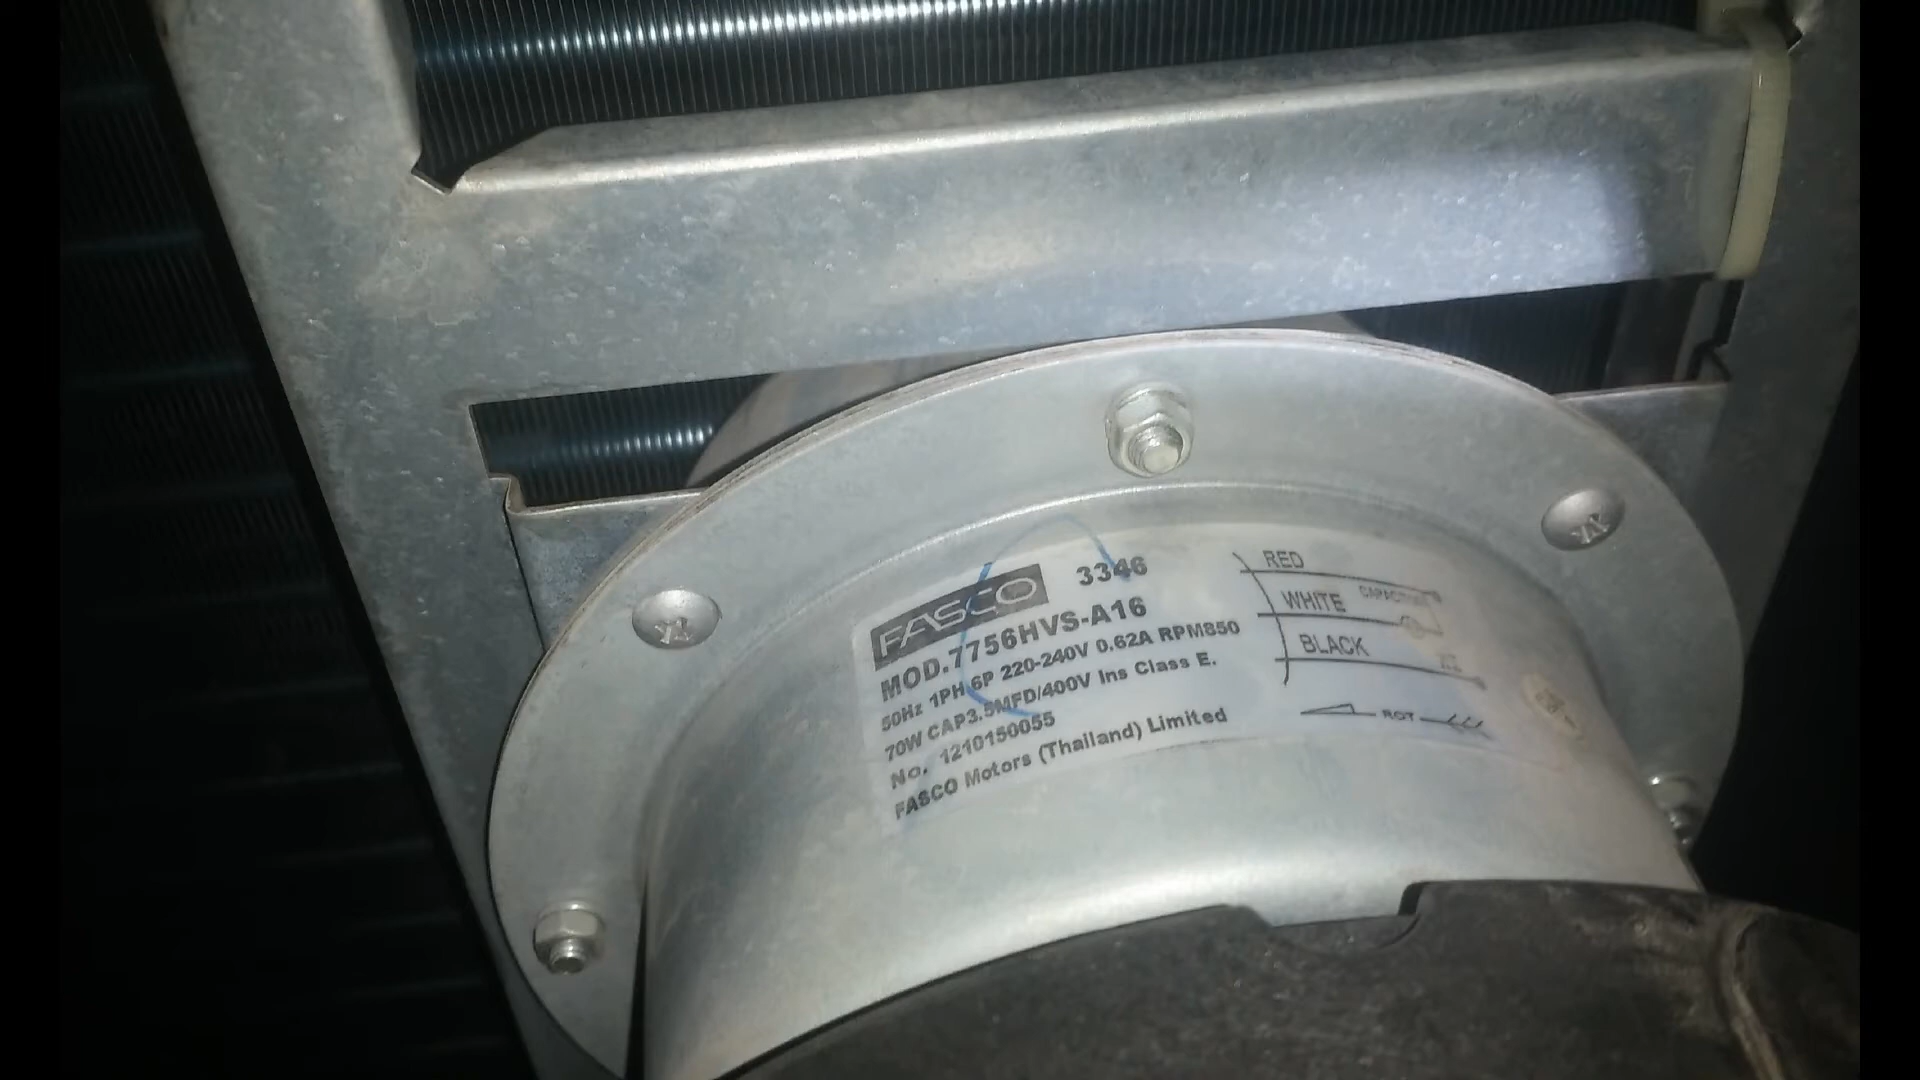 FASCO 3346
MOD.7756HVS-A16
50Hz 1PH 6P 220-240V 0.62A RPM850
70W CAP3.5MFD/400V Ins Class E.
No. 1210150055
FASCO Motors (Thailand) Limited
RED
WHITE CAPACITOR
BLACK
ROT